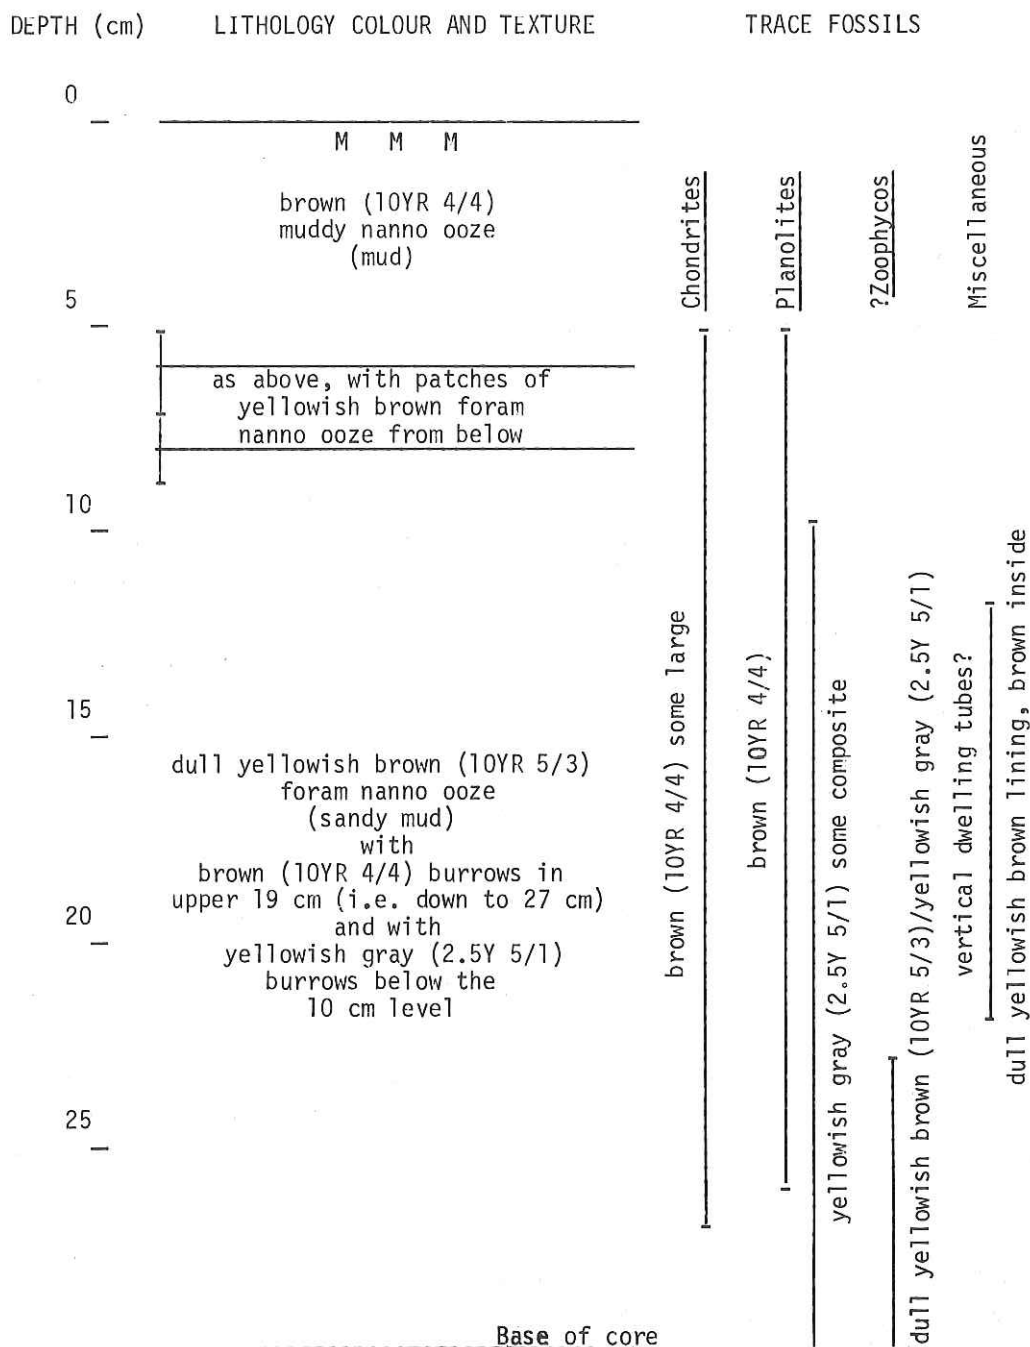 DEPTH (cm) LITHOLOGY COLOUR AND TEXTURE TRACE FOSSILS
0
M M M
brown (10YR 4/4)
muddy nanno ooze
(mud)
Chondrites
Planolites
?Zoophycos
Miscellaneous
5
as above, with patches of
yellowish brown foram
nanno ooze from below
10
15
dull yellowish brown (10YR 5/3)
foram nanno ooze
(sandy mud)
with
brown (10YR 4/4) burrows in
upper 19 cm (i.e. down to 27 cm)
and with
yellowish gray (2.5Y 5/1)
burrows below the
10 cm level
20
25
brown (10YR 4/4) some large
brown (10YR 4/4)
yellowish gray (2.5Y 5/1) some composite
dull yellowish brown (10YR 5/3)/yellowish gray (2.5Y 5/1)
vertical dwelling tubes?
dull yellowish brown lining, brown inside
Base of core